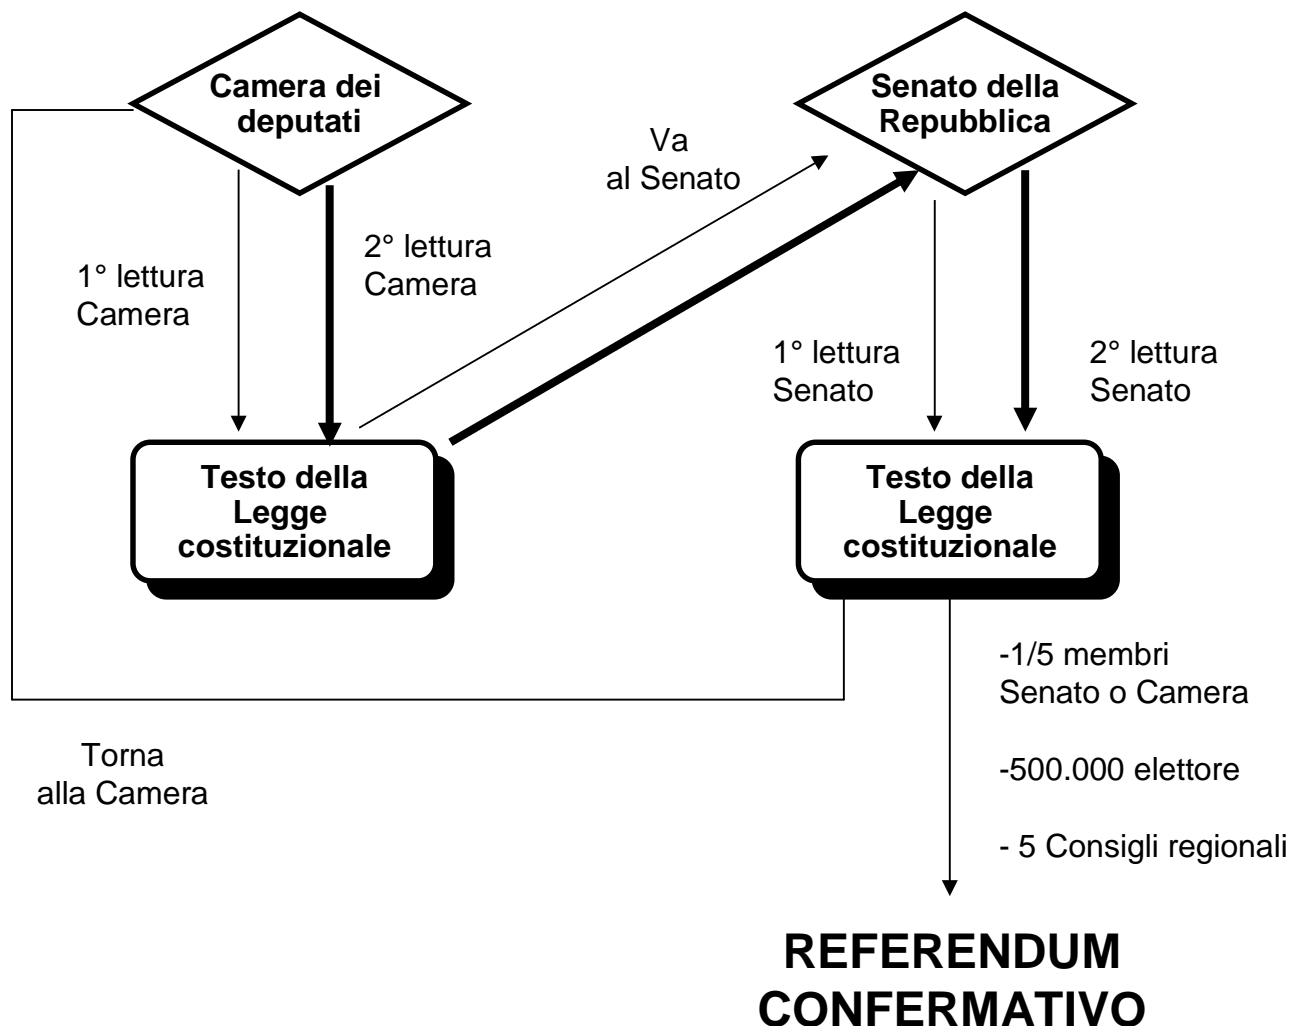 Camera dei
deputati
Senato della
Repubblica
Va
al Senato
1° lettura
Camera
2° lettura
Camera
1° lettura
Senato
2° lettura
Senato
Testo della
Legge
costituzionale
Testo della
Legge
costituzionale
Torna
alla Camera
-1/5 membri
Senato o Camera
-500.000 elettore
- 5 Consigli regionali
REFERENDUM
CONFERMATIVO